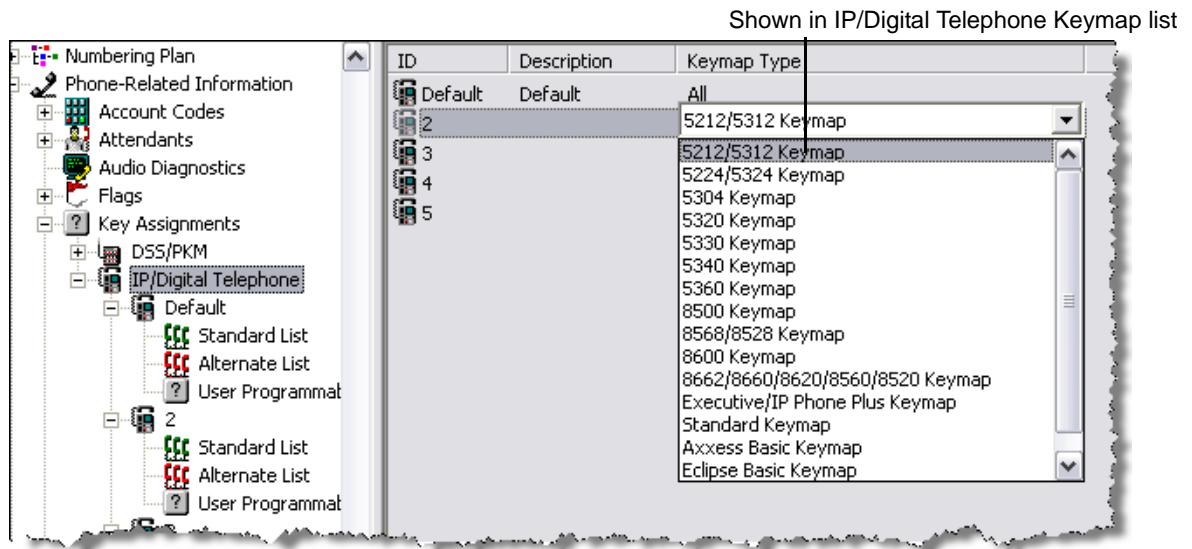 Shown in IP/Digital Telephone Keymap list
Numbering Plan
Phone-Related Information
Account Codes
Attendants
Audio Diagnostics
Flags
Key Assignments
DSS/PKM
IP/Digital Telephone
Default
Standard List
Alternate List
User Programmab
2
Standard List
Alternate List
User Programmab
ID Description Keymap Type
Default Default All
2 5212/5312 Keymap
3
4
5
5212/5312 Keymap
5224/5324 Keymap
5304 Keymap
5320 Keymap
5330 Keymap
5340 Keymap
5360 Keymap
8500 Keymap
8568/8528 Keymap
8600 Keymap
8662/8660/8620/8560/8520 Keymap
Executive/IP Phone Plus Keymap
Standard Keymap
Axxess Basic Keymap
Eclipse Basic Keymap